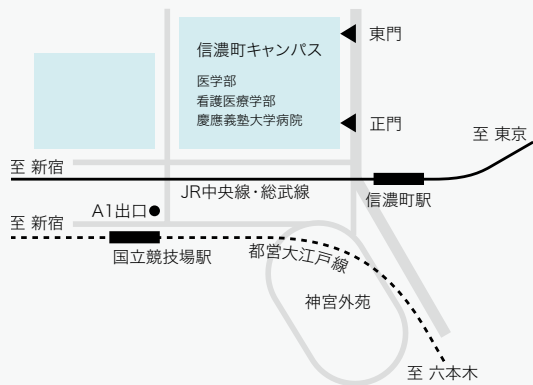 東門
信濃町キャンパス
医学部
看護医療学部
慶應義塾大学病院
正門
至 東京
至 新宿
JR中央線・総武線
信濃町駅
A1出口
至 新宿
国立競技場駅
都営大江戸線
神宮外苑
至 六本木